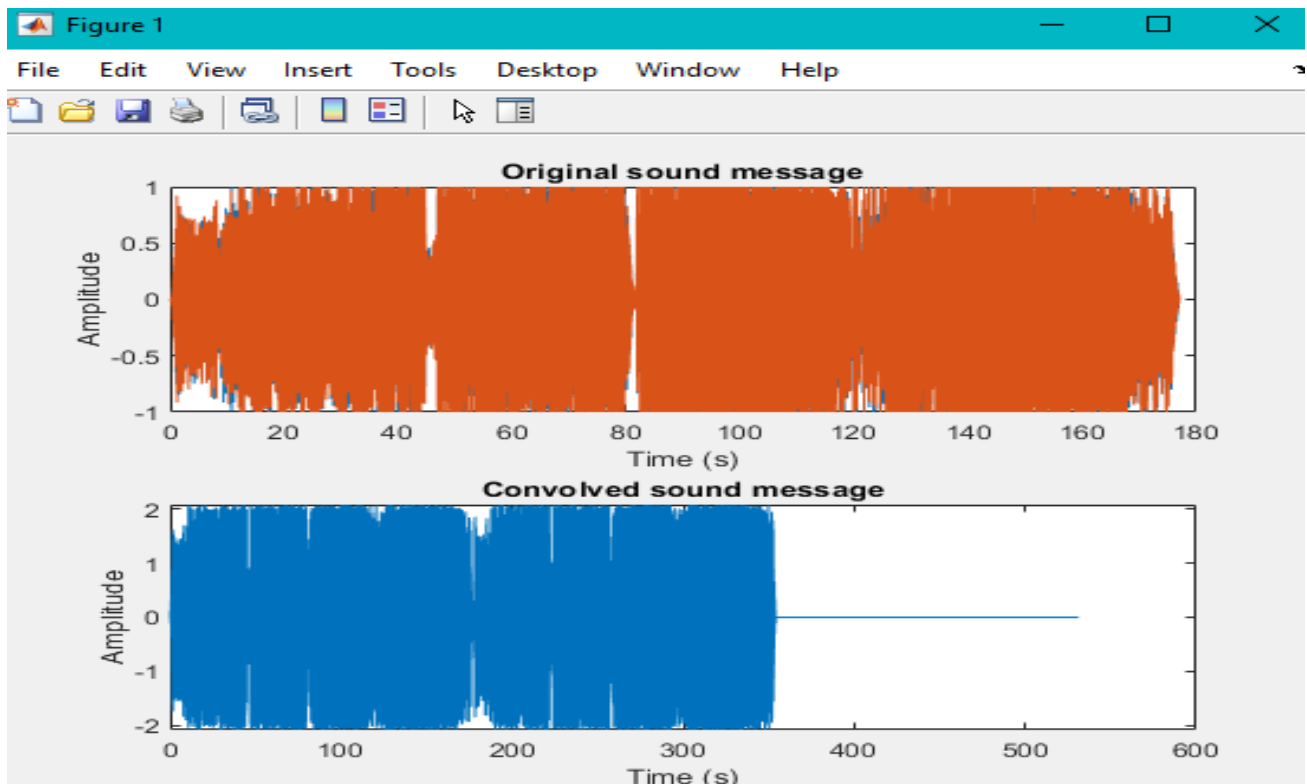 Figure 1
File Edit View Insert Tools Desktop Window Help
Original sound message
1
0.5
0
-0.5
-1
Amplitude
0 20 40 60 80 100 120 140 160 180
Time (s)
Convolved sound message
2
1
0
-1
-2
Amplitude
0 100 200 300 400 500 600
Time (s)